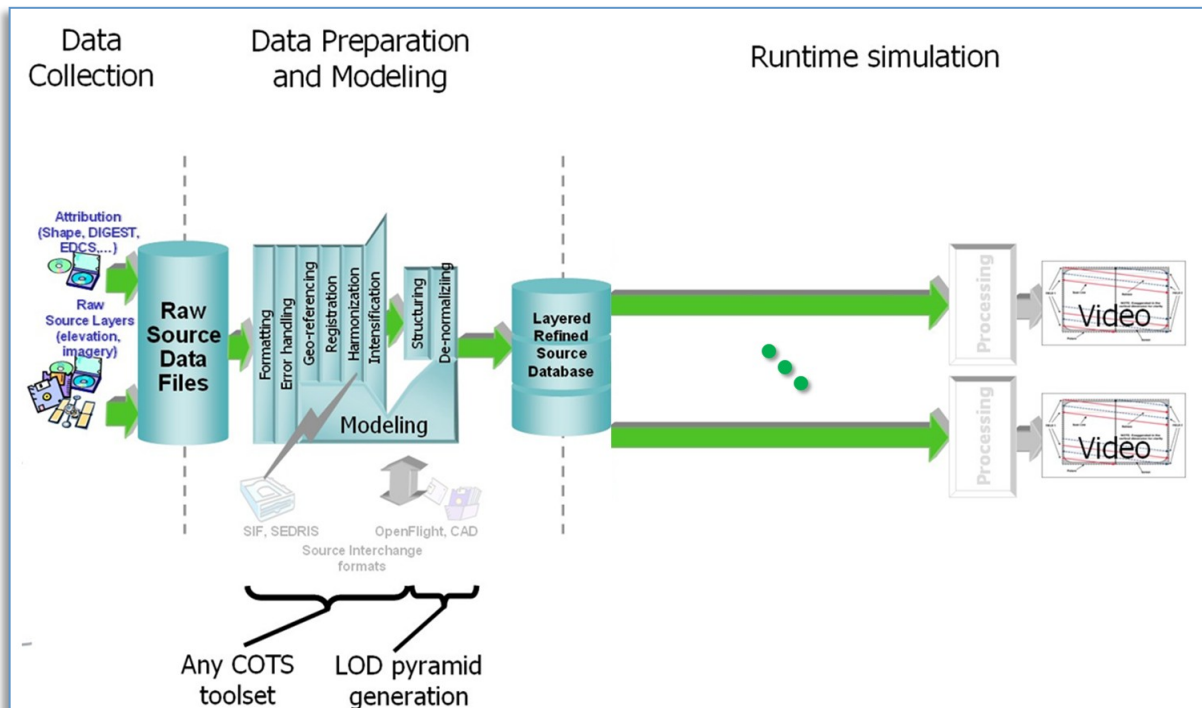 Data
Collection
Data Preparation
and Modeling
Runtime simulation
Attribution
(Shape, DIGEST,
EDCS,...)
Raw
Source Layers
(elevation,
imagery)
Raw
Source
Data
Files
Formatting
Error handling
Geo-referencing
Registration
Harmonization
Intensification
Structuring
De-normaliziing
Modeling
Layered
Refined
Source
Database
Processing
Video
Processing
Video
SIF, SEDRIS
OpenFlight, CAD
Source Interchange
formats
Any COTS
toolset
LOD pyramid
generation